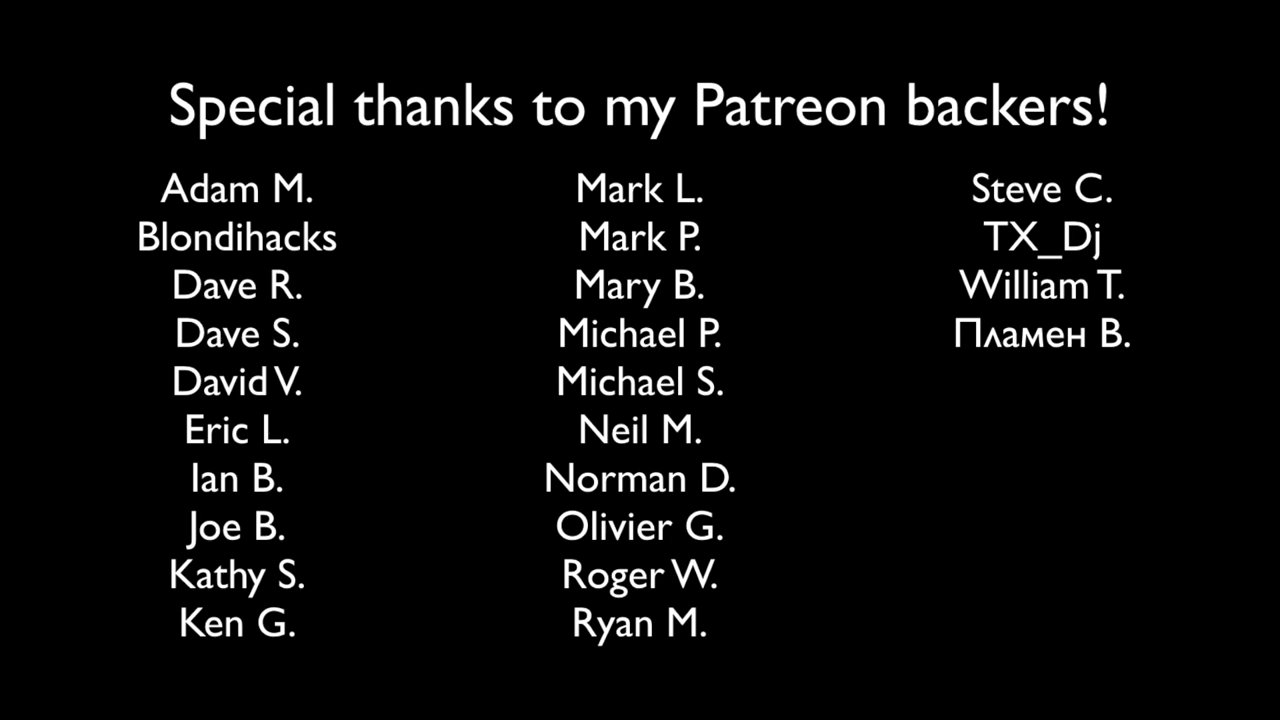 Special thanks to my Patreon backers!
Adam M.
Blondihacks
Dave R.
Dave S.
David V.
Eric L.
Ian B.
Joe B.
Kathy S.
Ken G.
Mark L.
Mark P.
Mary B.
Michael P.
Michael S.
Neil M.
Norman D.
Olivier G.
Roger W.
Ryan M.
Steve C.
TX_Dj
William T.
Пламен В.